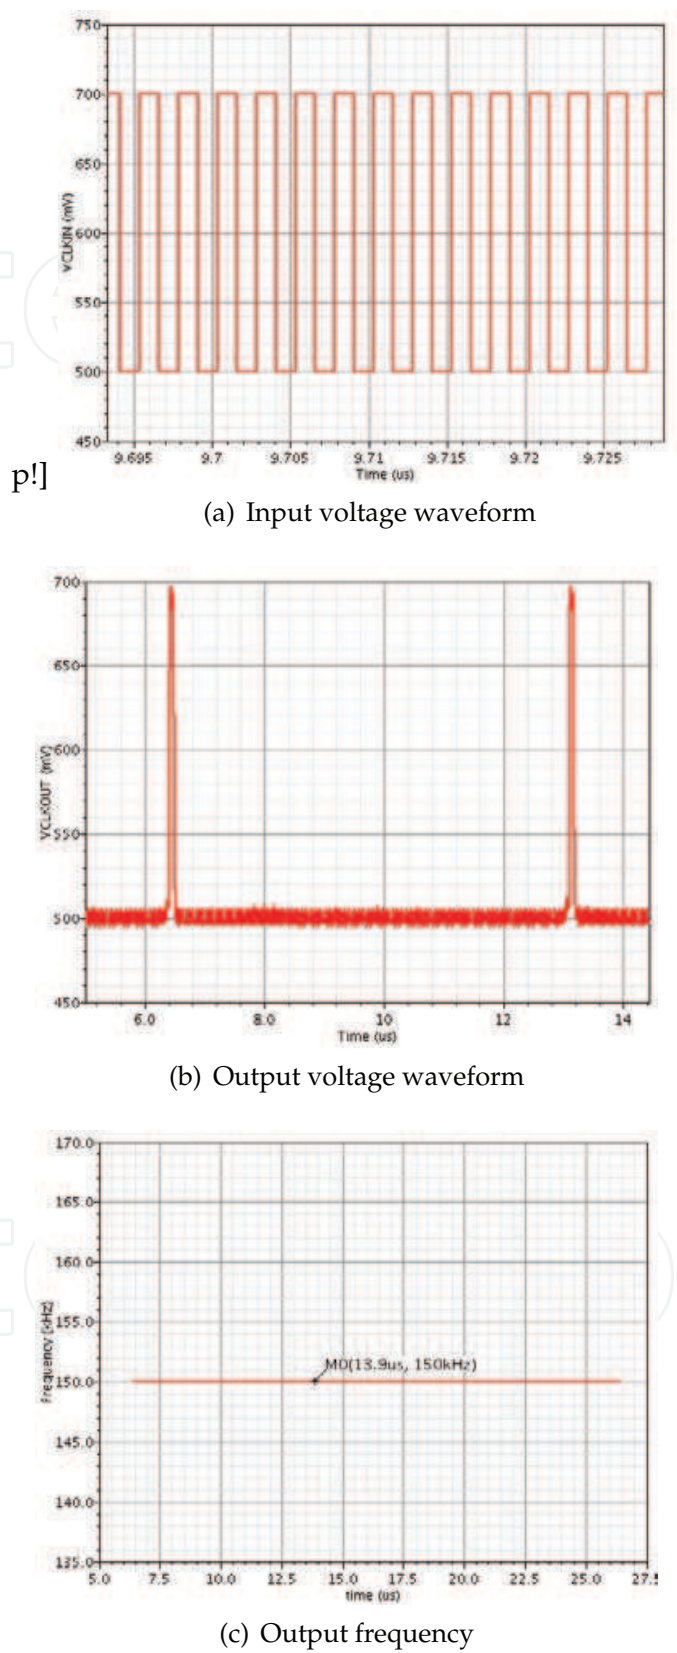 750
700
650
600
550
500
450
VCLKIN (mV)
9.695 9.7 9.705 9.71 9.715 9.72 9.725
Time (us)
p!]
(a) Input voltage waveform
700
650
600
550
500
450
VCLKOUT (mV)
6.0 8.0 10 12 14
Time (us)
(b) Output voltage waveform
170.0
165.0
160.0
155.0
150.0
145.0
140.0
135.0
Frequency [kHz]
M0(13.9us, 150kHz)
5.0 7.5 10.0 12.5 15.0 17.5 20.0 22.5 25.0 27.5
time (us)
(c) Output frequency